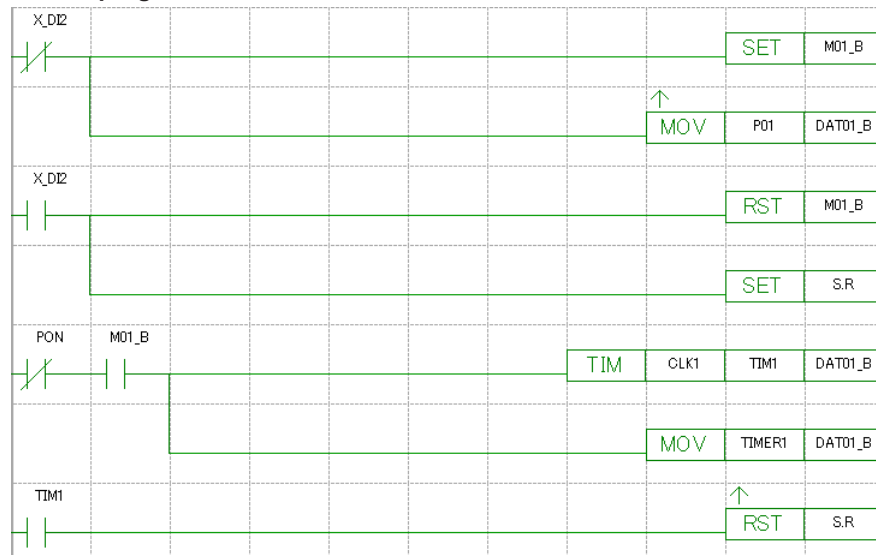 X_DI2
SET M01_B
MOV P01 DAT01_B
X_DI2
RST M01_B
SET S.R
PON M01_B
TIM CLK1 TIM1 DAT01_B
MOV TIMER1 DAT01_B
TIM1
RST S.R